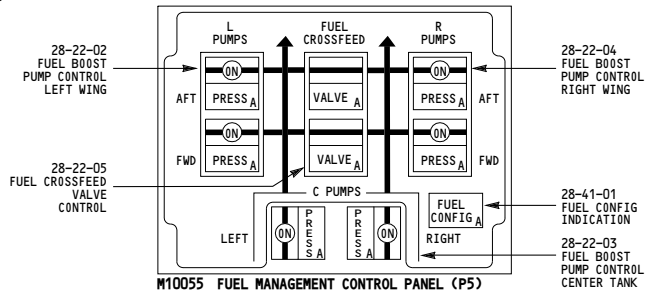 L
PUMPS
FUEL
CROSSFEED
R
PUMPS
28-22-02
FUEL BOOST
PUMP CONTROL
LEFT WING
28-22-04
FUEL BOOST
PUMP CONTROL
RIGHT WING
ON
ON
AFT
PRESS A
VALVE A
PRESS A
AFT
ON
ON
FWD
PRESS A
VALVE A
PRESS A
FWD
28-22-05
FUEL CROSSFEED
VALVE
CONTROL
C PUMPS
FUEL
CONFIG A
28-41-01
FUEL CONFIG
INDICATION
LEFT
ON
PRESS A
PRESS A
ON
RIGHT
28-22-03
FUEL BOOST
PUMP CONTROL
CENTER TANK
M10055 FUEL MANAGEMENT CONTROL PANEL (P5)